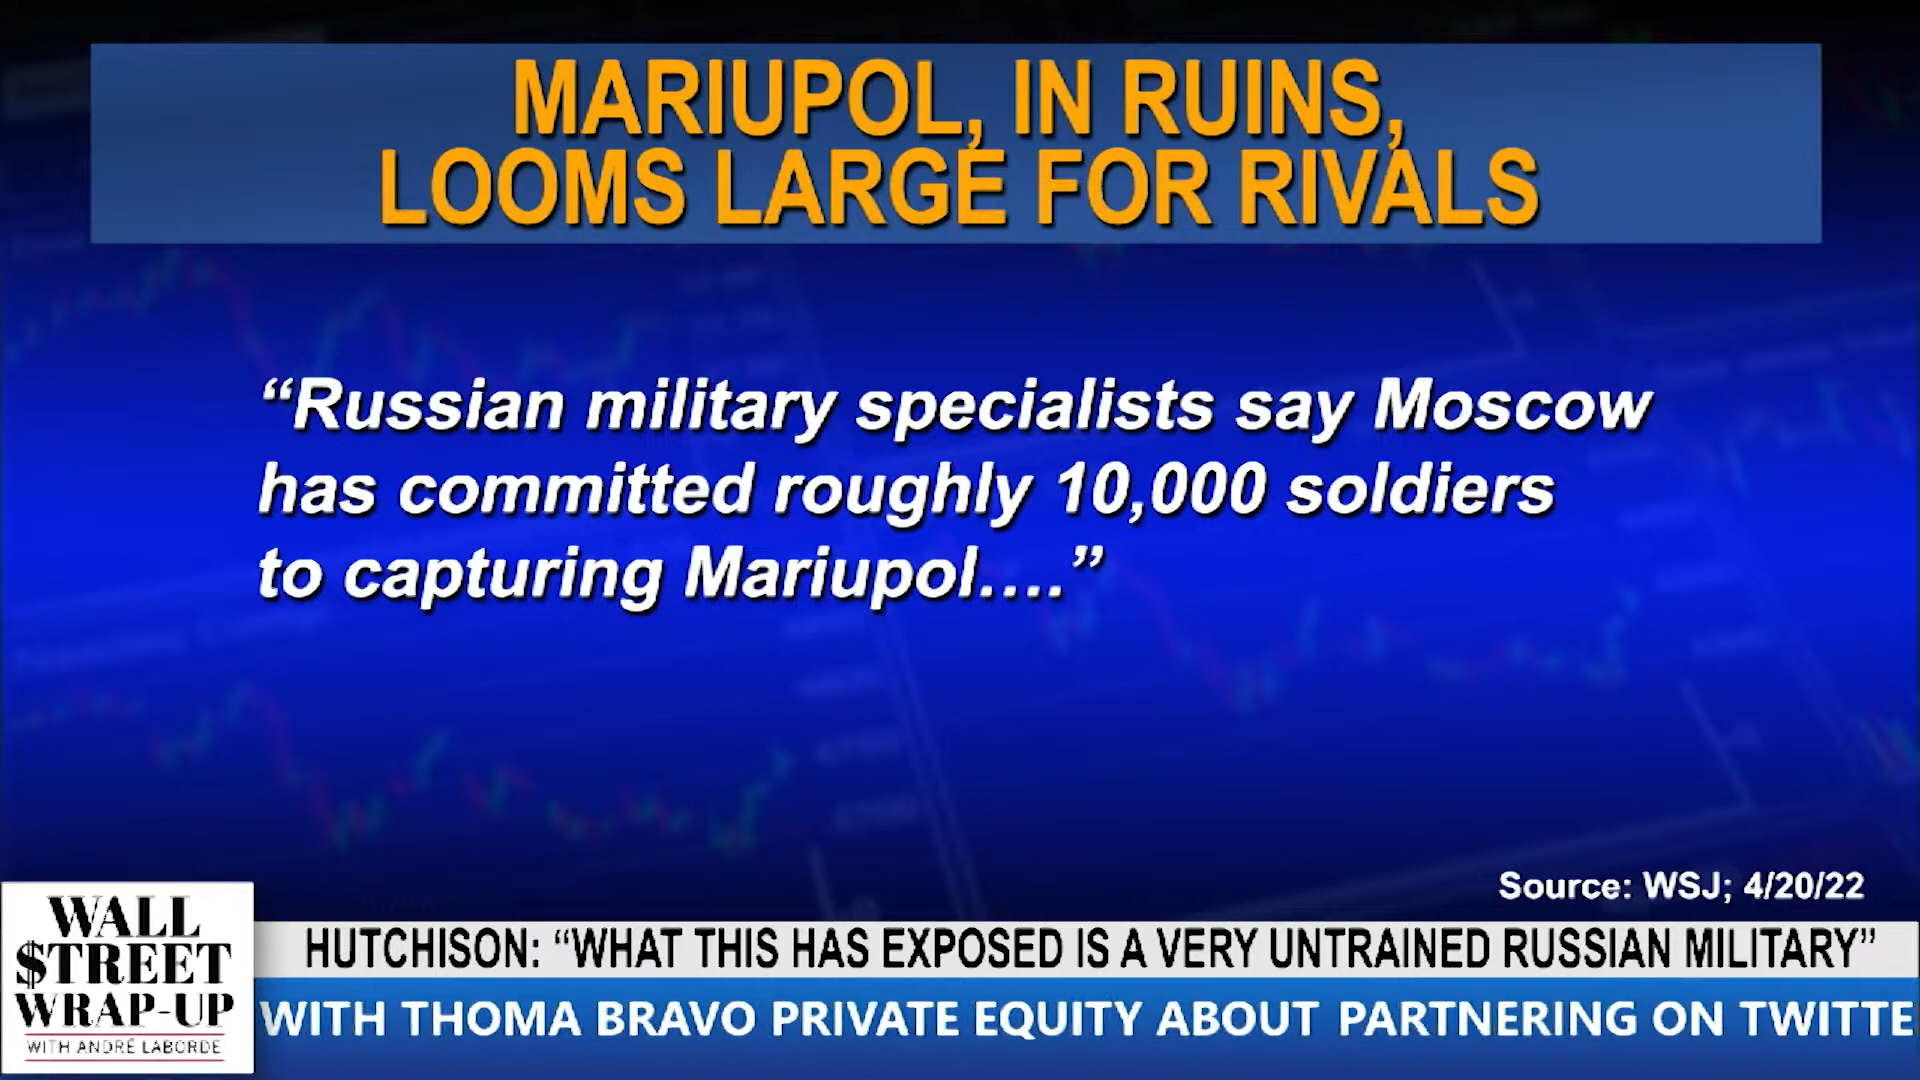 MARIUPOL, IN RUINS,
LOOMS LARGE FOR RIVALS
“Russian military specialists say Moscow
has committed roughly 10,000 soldiers
to capturing Mariupol....”
Source: WSJ; 4/20/22
WALL
$TREET
WRAP-UP
WITH ANDRÉ LABORDE
HUTCHISON: “WHAT THIS HAS EXPOSED IS A VERY UNTRAINED RUSSIAN MILITARY”
WITH THOMA BRAVO PRIVATE EQUITY ABOUT PARTNERING ON TWITTE